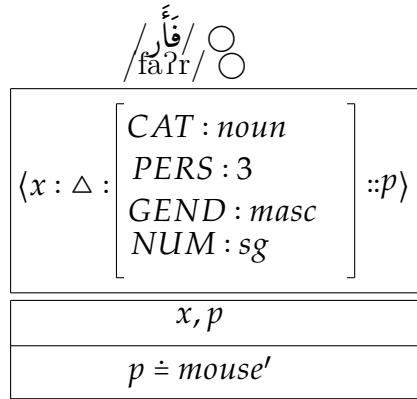 /فَأَر/ ○
/faʔr/ ○
⟨x : △ : [CAT : noun
PERS : 3
GEND : masc
NUM : sg] ::p⟩
x, p
p ≐ mouse′